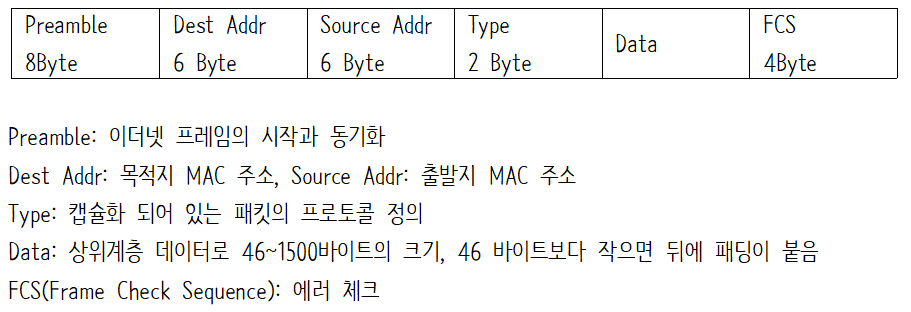 Preamble Dest Addr Source Addr Type Data FCS
8Byte 6 Byte 6 Byte 2 Byte 4Byte
Preamble: 이더넷 프레임의 시작과 동기화
Dest Addr: 목적지 MAC 주소, Source Addr: 출발지 MAC 주소
Type: 캡슐화 되어 있는 패킷의 프로토콜 정의
Data: 상위계층 데이터로 46~1500바이트의 크기, 46 바이트보다 작으면 뒤에 패딩이 붙음
FCS(Frame Check Sequence): 에러 체크